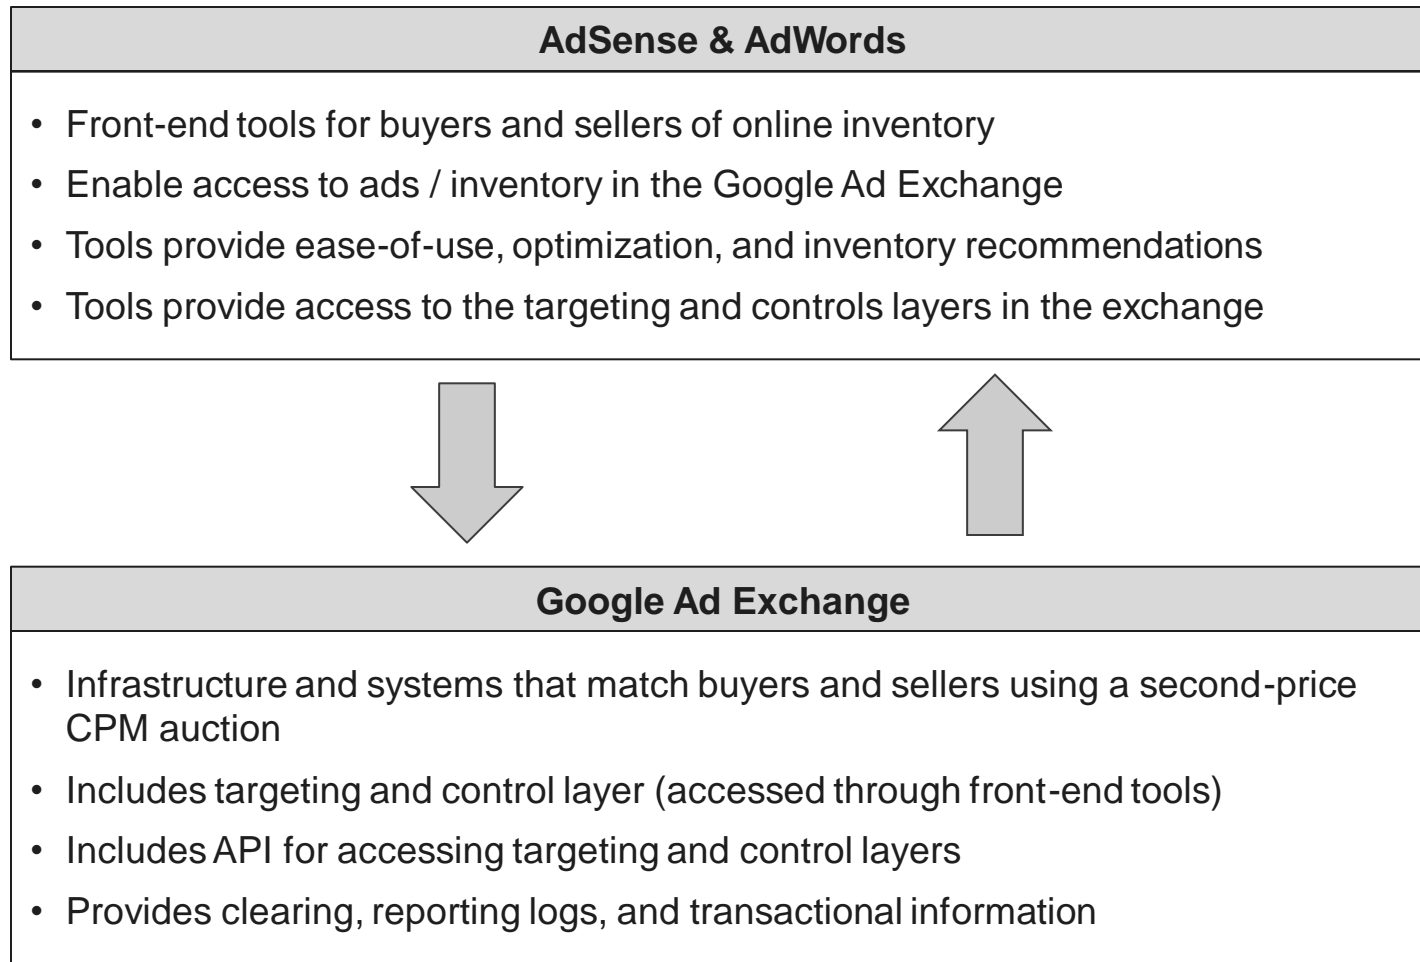 AdSense & AdWords
• Front-end tools for buyers and sellers of online inventory
• Enable access to ads / inventory in the Google Ad Exchange
• Tools provide ease-of-use, optimization, and inventory recommendations
• Tools provide access to the targeting and controls layers in the exchange
Google Ad Exchange
• Infrastructure and systems that match buyers and sellers using a second-price
CPM auction
• Includes targeting and control layer (accessed through front-end tools)
• Includes API for accessing targeting and control layers
• Provides clearing, reporting logs, and transactional information